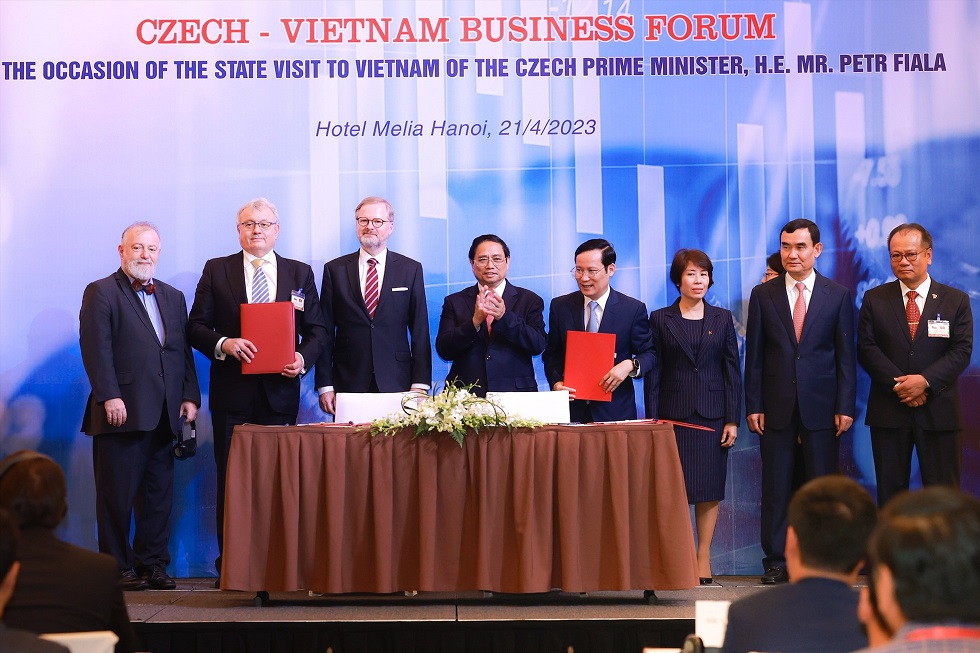 CZECH - VIETNAM BUSINESS FORUM
THE OCCASION OF THE STATE VISIT TO VIETNAM OF THE CZECH PRIME MINISTER, H.E. MR. PETR FIALA
Hotel Melia Hanoi, 21/4/2023